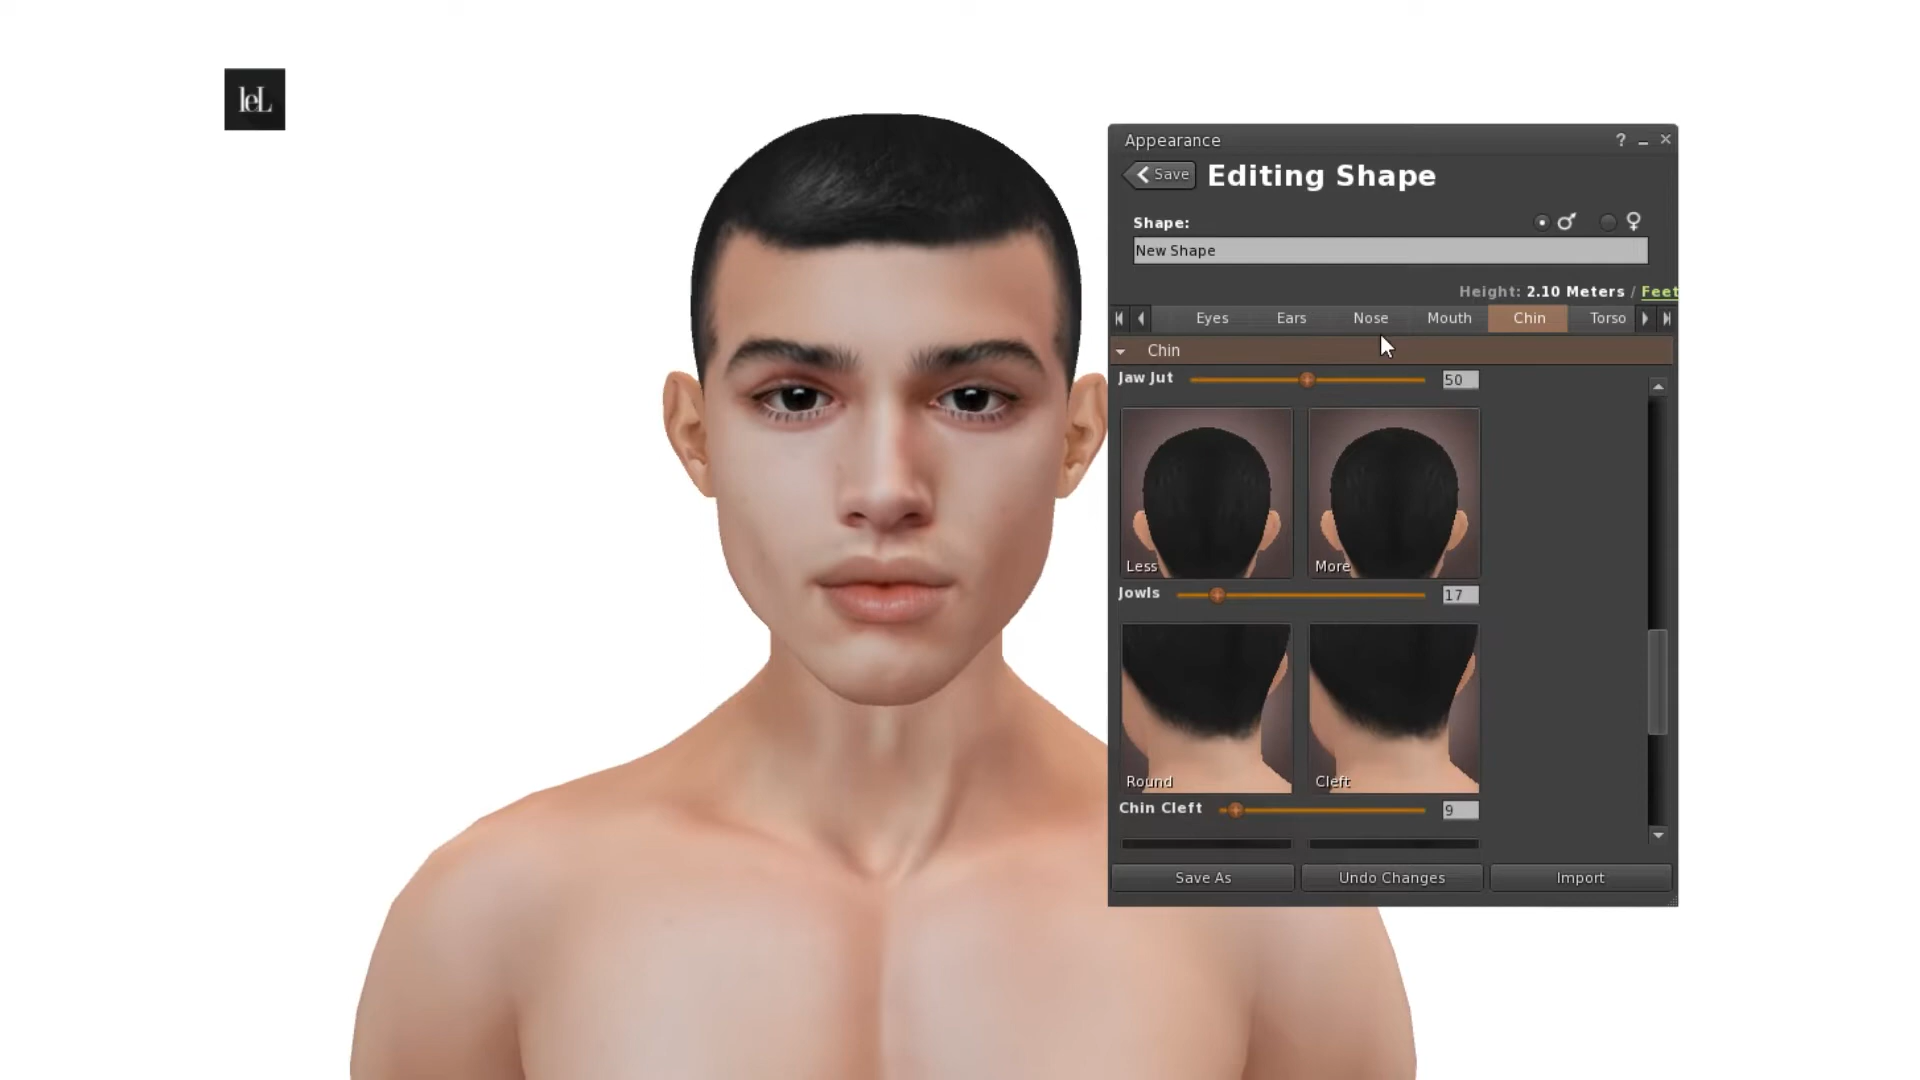 leL
Appearance ?
Save Editing Shape
Shape: ♂ ♀
New Shape
Height: 2.10 Meters / Feet
Eyes Ears Nose Mouth Chin Torso
Chin
Jaw Jut 50
Less More
Jowls 17
Round Cleft
Chin Cleft 9
Save As Undo Changes Import